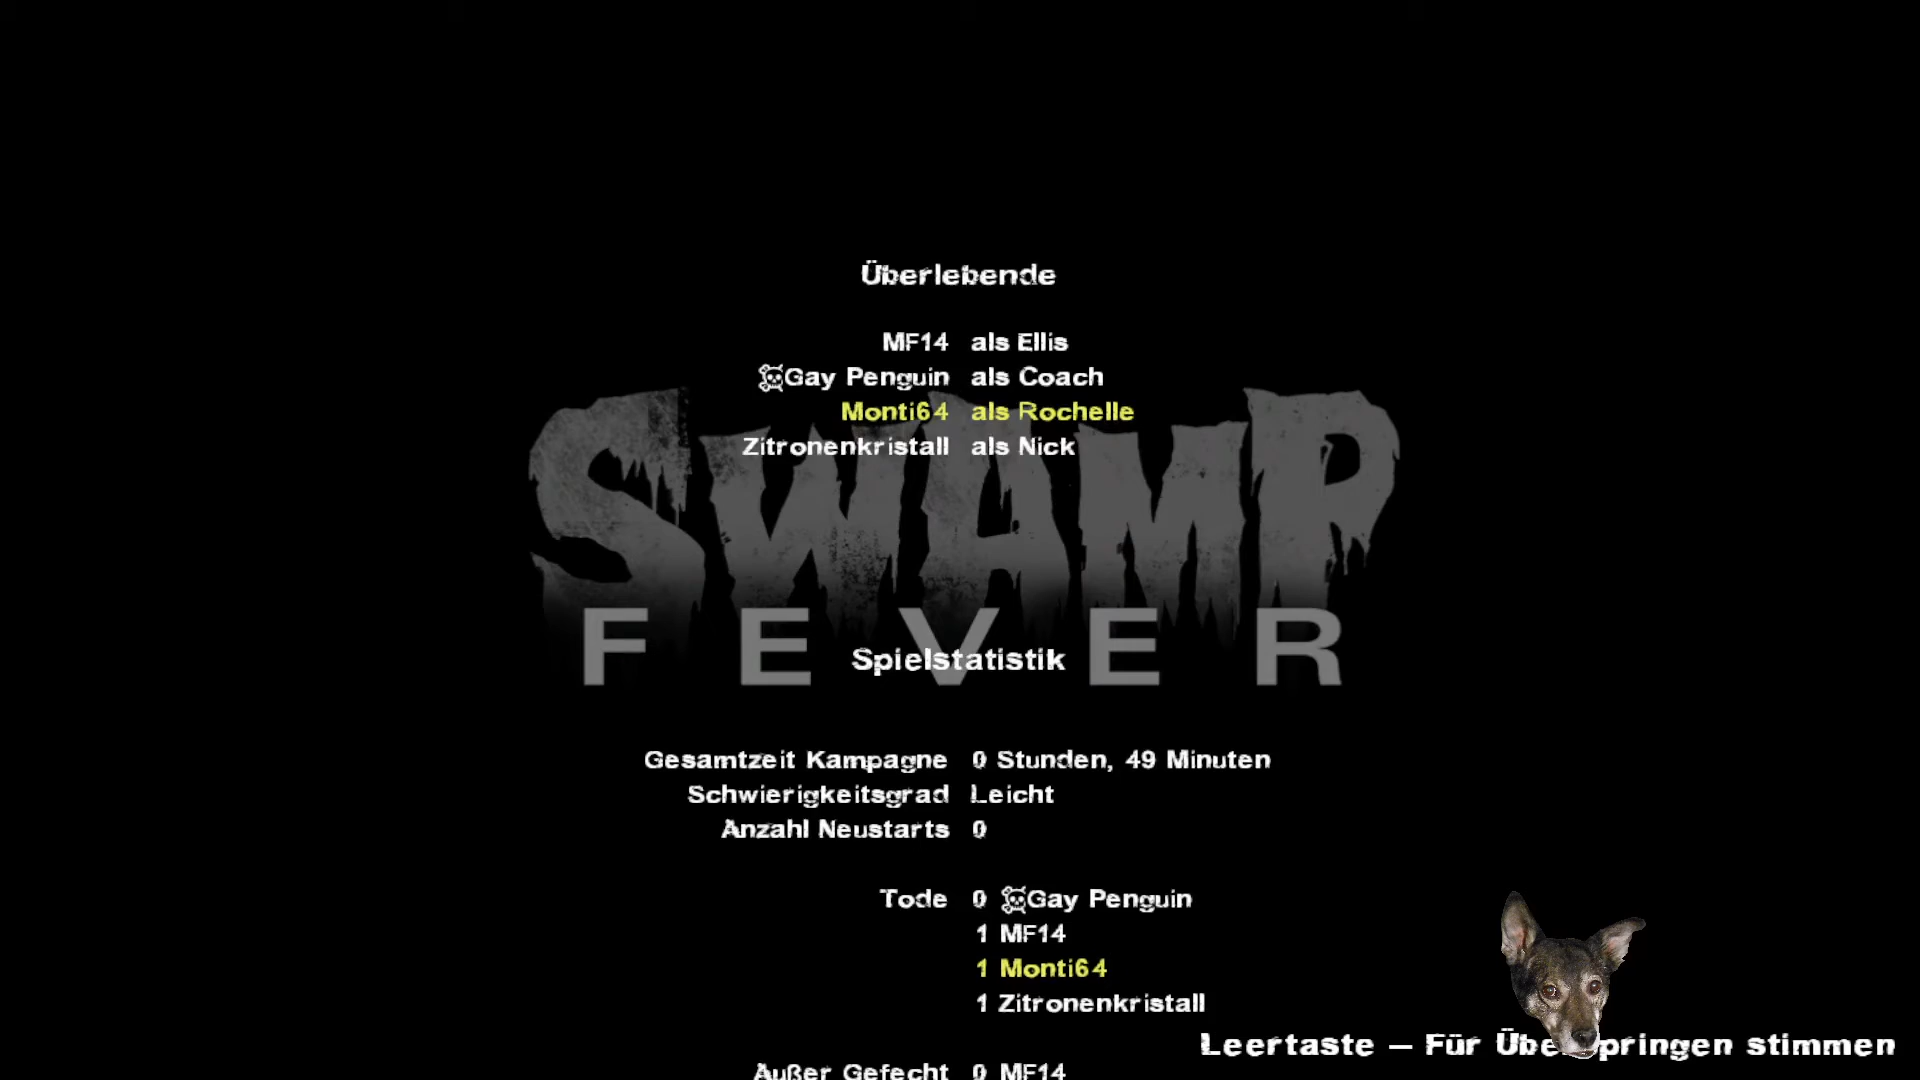 Überlebende
MF14 als Ellis
☠Gay Penguin als Coach
Monti64 als Rochelle
Zitronenkristall als Nick
SWAMP
FEVER
Spielstatistik
Gesamtzeit Kampagne 0 Stunden, 49 Minuten
Schwierigkeitsgrad Leicht
Anzahl Neustarts 0
Tode 0 ☠Gay Penguin
1 MF14
1 Monti64
1 Zitronenkristall
Leertaste – Für Überspringen stimmen
Außer Gefecht 0 MF14